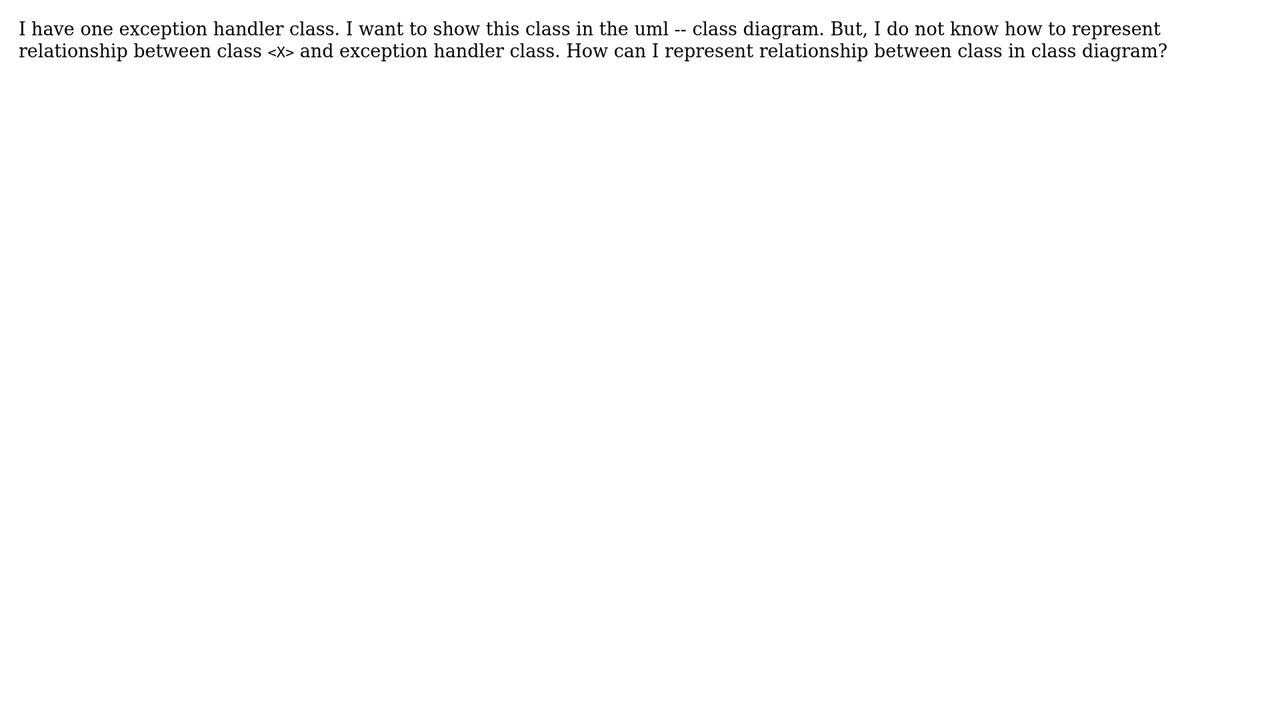 I have one exception handler class. I want to show this class in the uml -- class diagram. But, I do not know how to represent
relationship between class <X> and exception handler class. How can I represent relationship between class in class diagram?